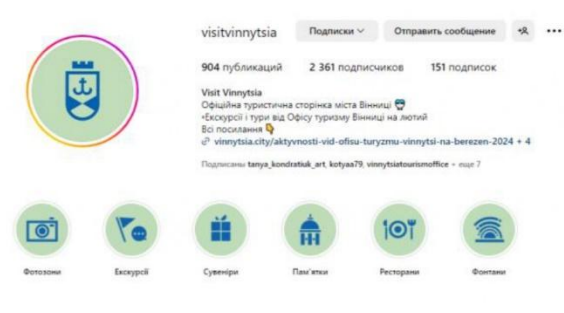 visitvinnytsia Подписки Отправить сообщение
904 публикаций 2 361 подписчиков 151 подписок
Visit Vinnytsia
Офіційна туристична сторінка міста Вінниці
•Екскурсії і тури від Офісу туризму Вінниці на лютий
Всі посилання
vinnytsia.city/aktyvnosti-vid-ofisu-turyzmu-vinnytsi-na-berezen-2024 + 4
Подписаны tanya_kondratiuk_art, kotyaa79, vinnytsiatourismoffice + еще 7
Фотозони Екскурсії Сувеніри Пам'ятки Ресторани Фонтани